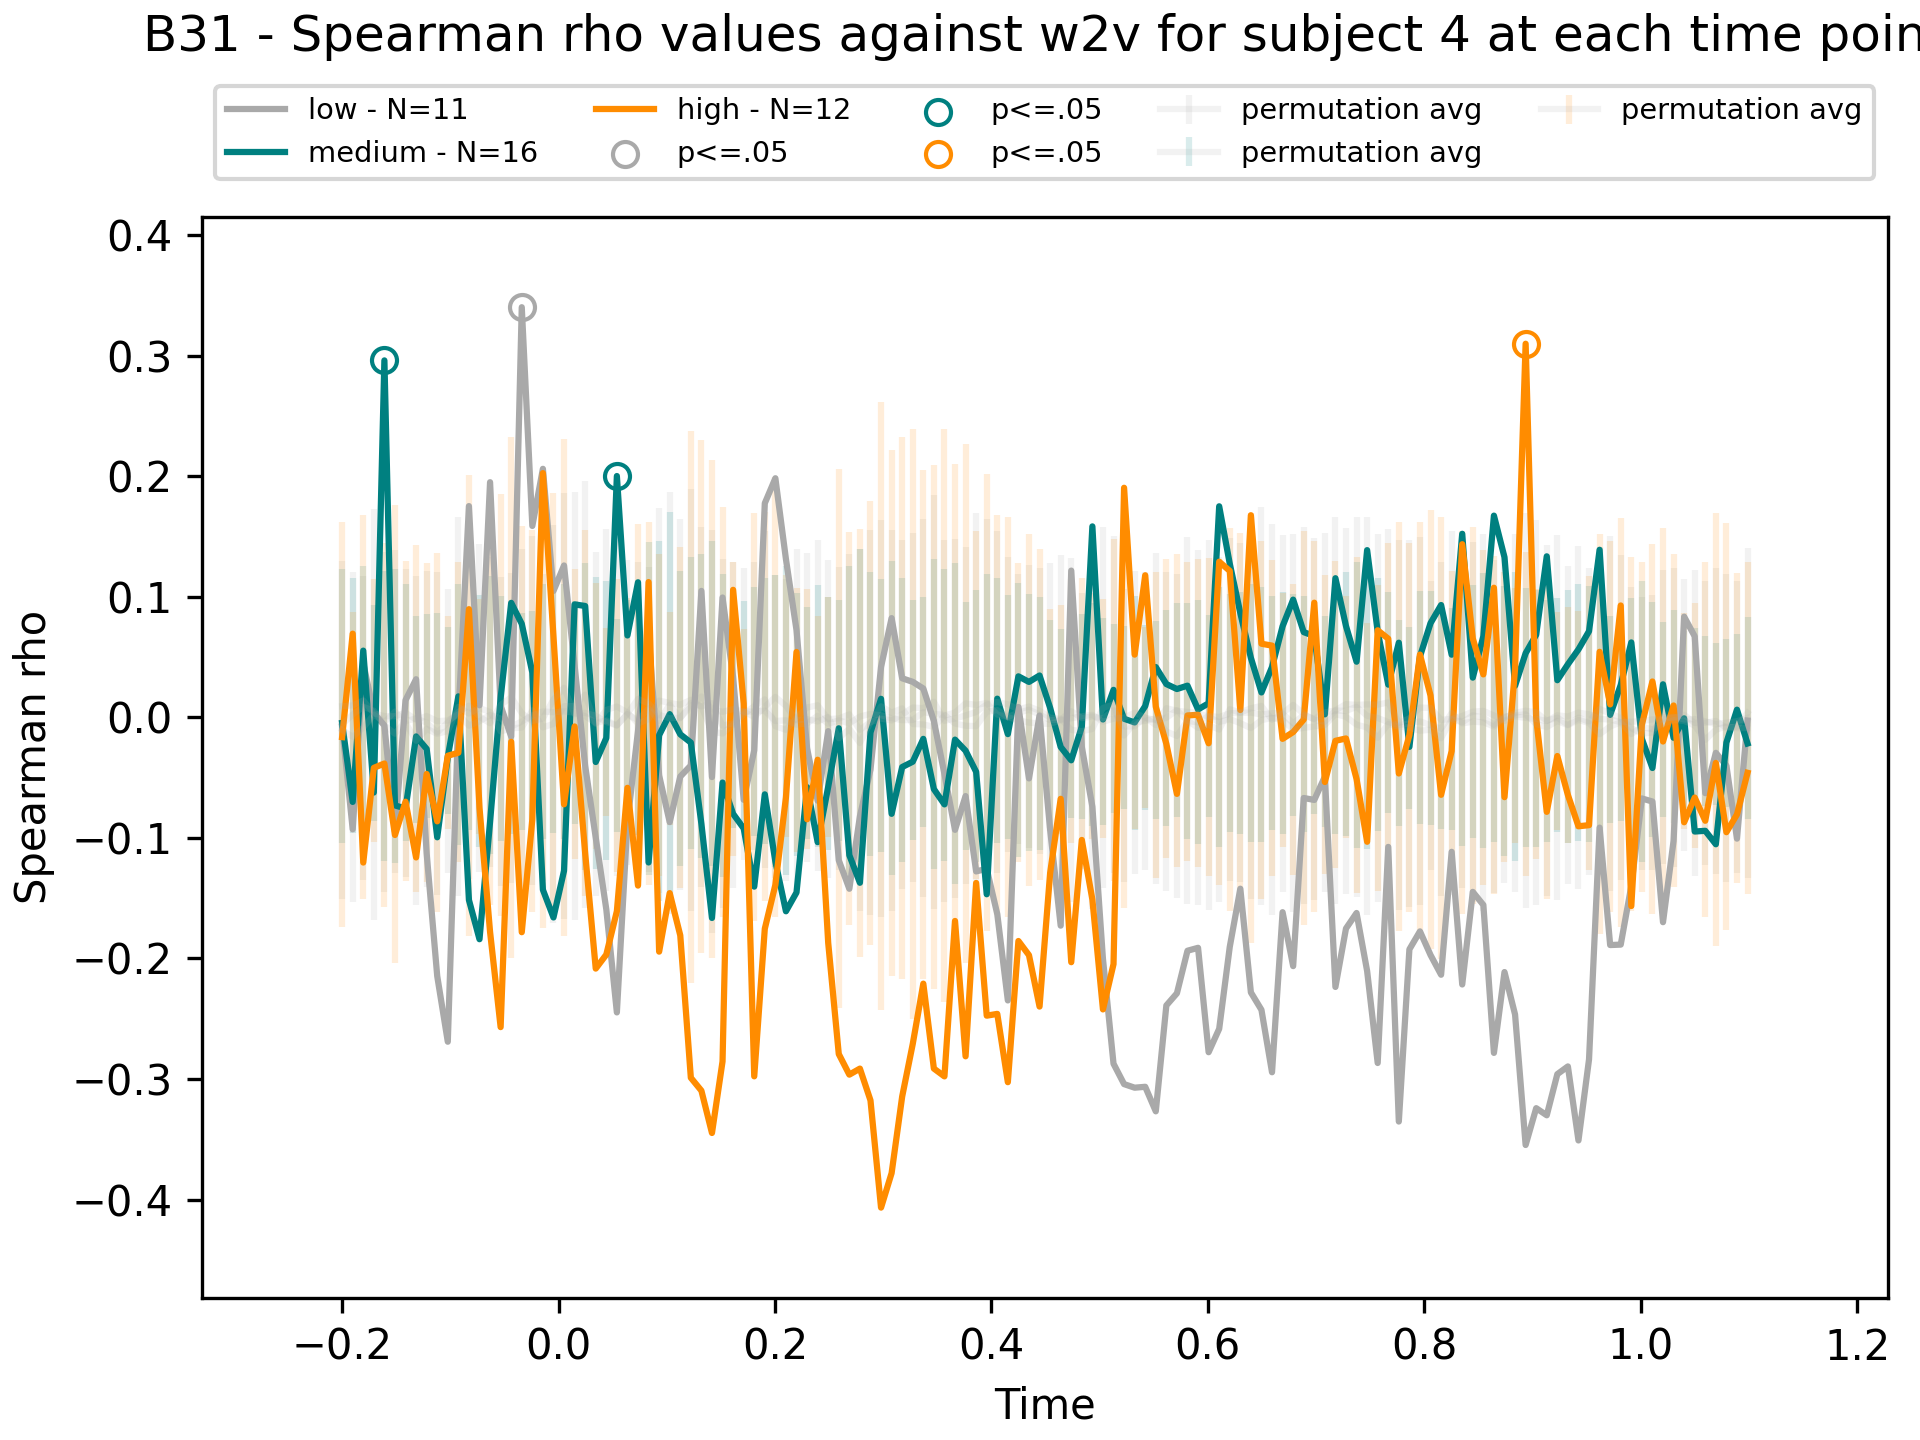 B31 - Spearman rho values against w2v for subject 4 at each time poin
low - N=11
medium - N=16
high - N=12
p<=.05
p<=.05
p<=.05
permutation avg
permutation avg
permutation avg
Spearman rho
0.4
0.3
0.2
0.1
0.0
−0.1
−0.2
−0.3
−0.4
−0.2
0.0
0.2
0.4
0.6
0.8
1.0
1.2
Time